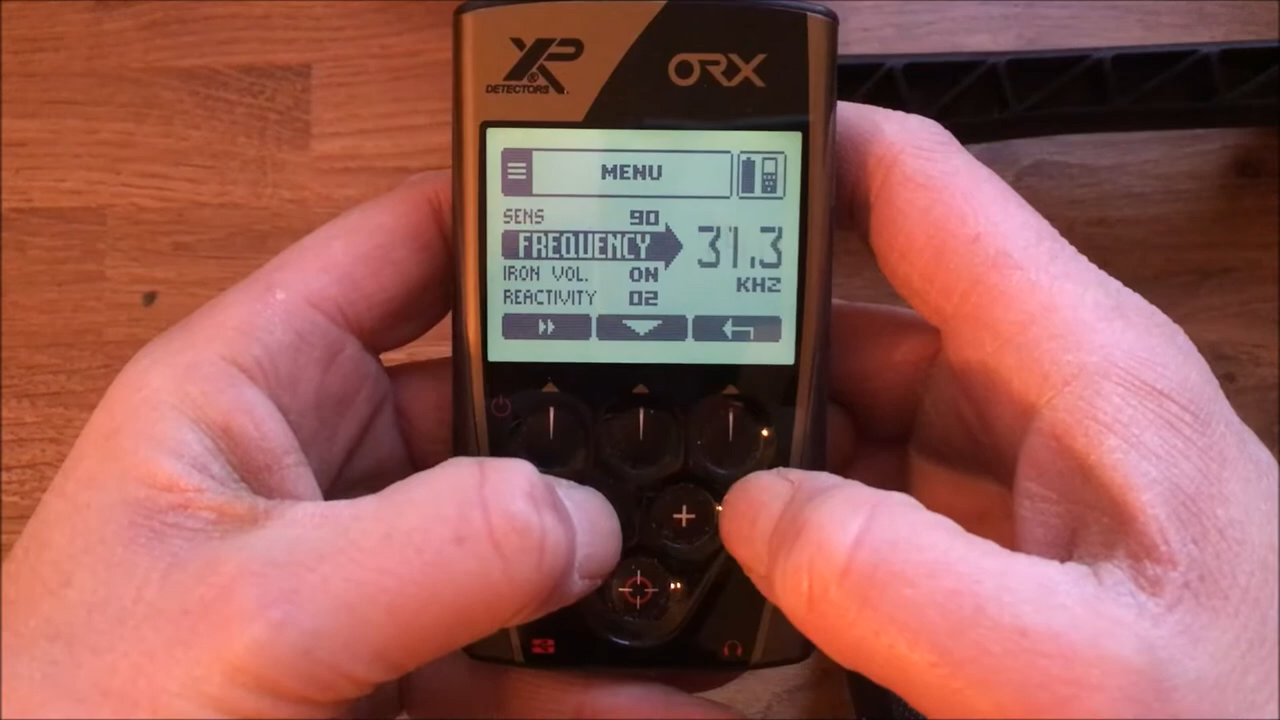 XP
DETECTORS
ORX
MENU
SENS 90
FREQUENCY 31.3
KHZ
IRON VOL. ON
REACTIVITY 02
+